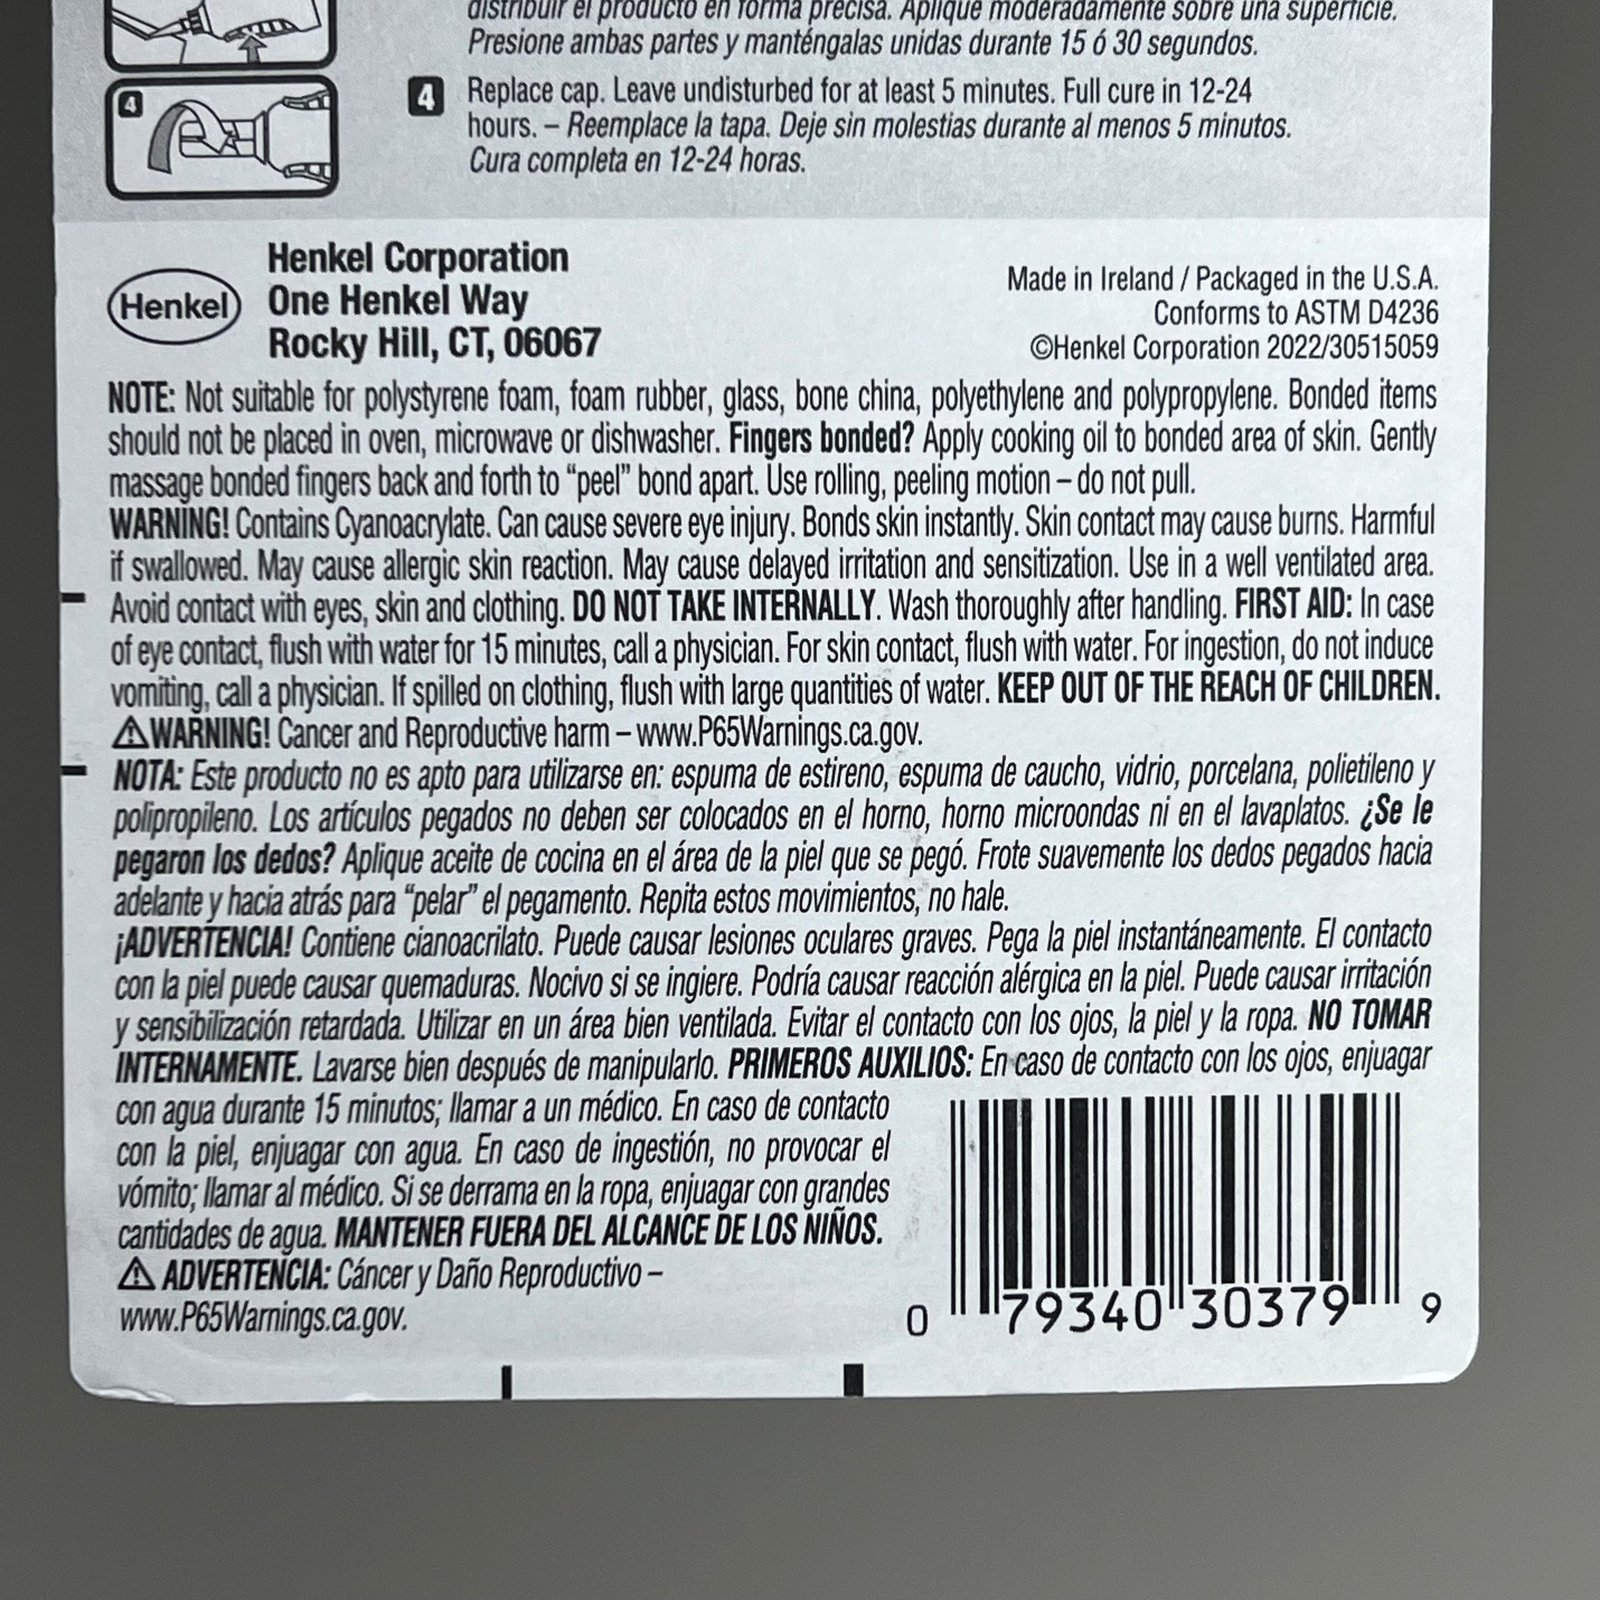 distribuir el producto en forma precisa. Aplique moderadamente sobre una superficie.
Presione ambas partes y manténgalas unidas durante 15 ó 30 segundos.
4
4 Replace cap. Leave undisturbed for at least 5 minutes. Full cure in 12-24
hours. – Reemplace la tapa. Deje sin molestias durante al menos 5 minutos.
Cura completa en 12-24 horas.
Henkel
Henkel Corporation
One Henkel Way
Rocky Hill, CT, 06067
Made in Ireland / Packaged in the U.S.A.
Conforms to ASTM D4236
©Henkel Corporation 2022/30515059
NOTE: Not suitable for polystyrene foam, foam rubber, glass, bone china, polyethylene and polypropylene. Bonded items
should not be placed in oven, microwave or dishwasher. Fingers bonded? Apply cooking oil to bonded area of skin. Gently
massage bonded fingers back and forth to “peel” bond apart. Use rolling, peeling motion – do not pull.
WARNING! Contains Cyanoacrylate. Can cause severe eye injury. Bonds skin instantly. Skin contact may cause burns. Harmful
if swallowed. May cause allergic skin reaction. May cause delayed irritation and sensitization. Use in a well ventilated area.
Avoid contact with eyes, skin and clothing. DO NOT TAKE INTERNALLY. Wash thoroughly after handling. FIRST AID: In case
of eye contact, flush with water for 15 minutes, call a physician. For skin contact, flush with water. For ingestion, do not induce
vomiting, call a physician. If spilled on clothing, flush with large quantities of water. KEEP OUT OF THE REACH OF CHILDREN.
⚠WARNING! Cancer and Reproductive harm – www.P65Warnings.ca.gov.
NOTA: Este producto no es apto para utilizarse en: espuma de estireno, espuma de caucho, vidrio, porcelana, polietileno y
polipropileno. Los artículos pegados no deben ser colocados en el horno, horno microondas ni en el lavaplatos. ¿Se le
pegaron los dedos? Aplique aceite de cocina en el área de la piel que se pegó. Frote suavemente los dedos pegados hacia
adelante y hacia atrás para “pelar” el pegamento. Repita estos movimientos, no hale.
¡ADVERTENCIA! Contiene cianoacrilato. Puede causar lesiones oculares graves. Pega la piel instantáneamente. El contacto
con la piel puede causar quemaduras. Nocivo si se ingiere. Podría causar reacción alérgica en la piel. Puede causar irritación
y sensibilización retardada. Utilizar en un área bien ventilada. Evitar el contacto con los ojos, la piel y la ropa. NO TOMAR
INTERNAMENTE. Lavarse bien después de manipularlo. PRIMEROS AUXILIOS: En caso de contacto con los ojos, enjuagar
con agua durante 15 minutos; llamar a un médico. En caso de contacto
con la piel, enjuagar con agua. En caso de ingestión, no provocar el
vómito; llamar al médico. Si se derrama en la ropa, enjuagar con grandes
cantidades de agua. MANTENER FUERA DEL ALCANCE DE LOS NIÑOS.
⚠ ADVERTENCIA: Cáncer y Daño Reproductivo –
www.P65Warnings.ca.gov.
0 79340 30379 9